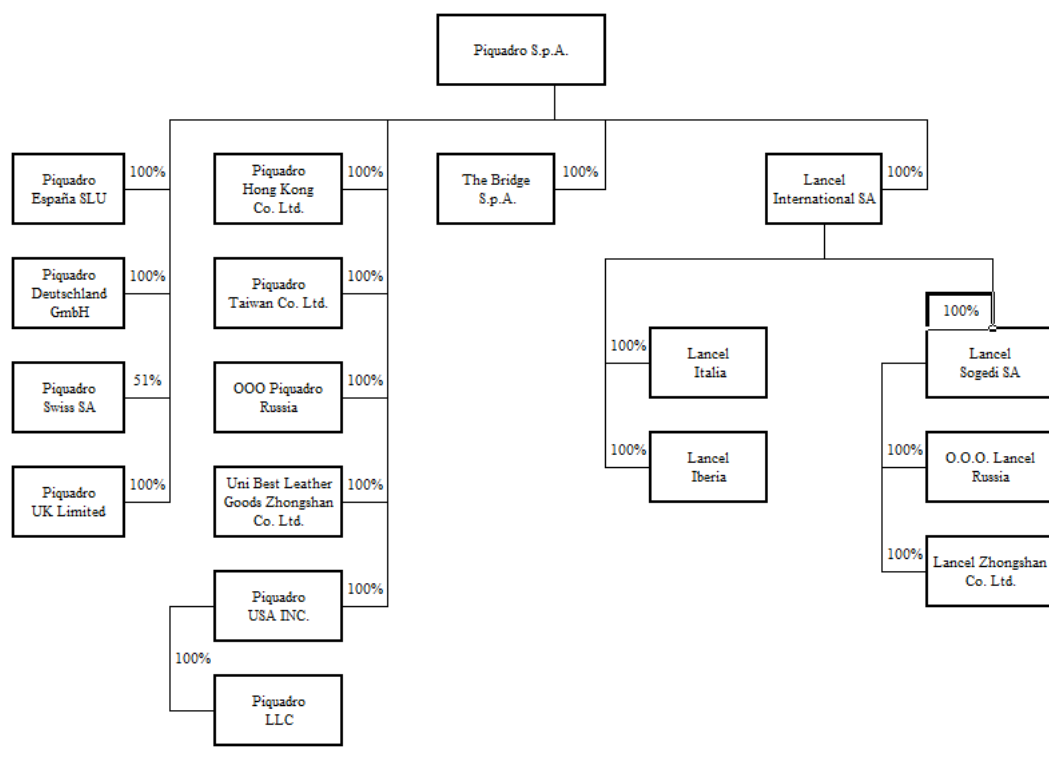 Piquadro S.p.A.
Piquadro
España SLU
100%
Piquadro
Hong Kong
Co. Ltd.
100%
The Bridge
S.p.A.
100%
Lancel
International SA
100%
Piquadro
Deutschland
GmbH
100%
Piquadro
Taiwan Co. Ltd.
100%
100%
Piquadro
Swiss SA
51%
OOO Piquadro
Russia
100%
100%
Lancel
Italia
Lancel
Sogedi SA
Piquadro
UK Limited
100%
Uni Best Leather
Goods Zhongshan
Co. Ltd.
100%
100%
Lancel
Iberia
100%
O.O.O. Lancel
Russia
Piquadro
USA INC.
100%
100%
Lancel Zhongshan
Co. Ltd.
100%
Piquadro
LLC